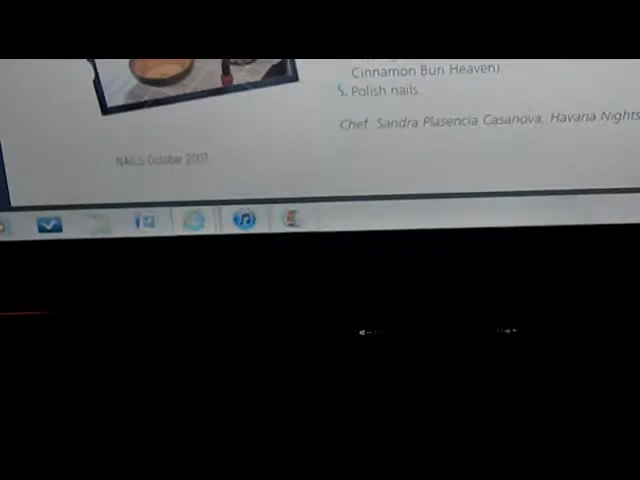 Cinnamon Bun Heaven).
5. Polish nails.
Chef Sandra Plasencia Casanova, Havana Nights
NAILS October 2007